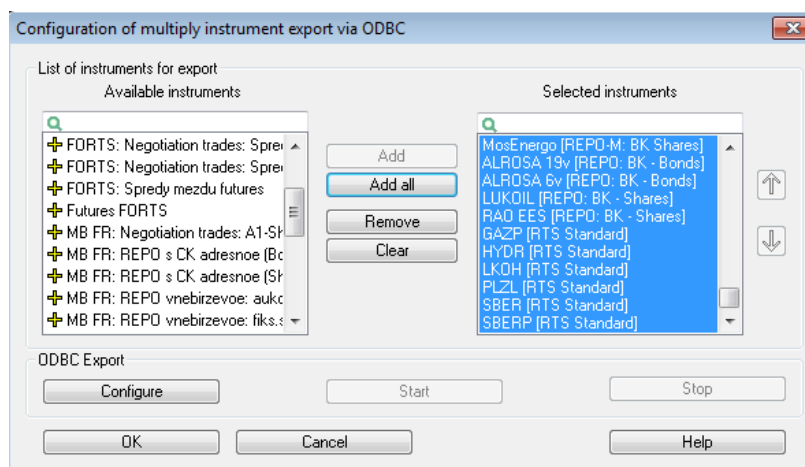 Configuration of multiply instrument export via ODBC
List of instruments for export
Available instruments
Selected instruments
FORTS: Negotiation trades: Spre
FORTS: Negotiation trades: Spre
FORTS: Spredy mezdu futures
Futures FORTS
MB FR: Negotiation trades: A1-Sh
MB FR: REPO s CK adresnoe (Bo
MB FR: REPO s CK adresnoe (Sh
MB FR: REPO vnebirzevoe: aukc
MB FR: REPO vnebirzevoe: fiks.s
Add
Add all
Remove
Clear
MosEnergo [REPO-M: BK Shares]
ALROSA 19v [REPO: BK - Bonds]
ALROSA 6v [REPO: BK - Bonds]
LUKOIL [REPO: BK - Shares]
RAO EES [REPO: BK - Shares]
GAZP [RTS Standard]
HYDR [RTS Standard]
LKOH [RTS Standard]
PLZL [RTS Standard]
SBER [RTS Standard]
SBERP [RTS Standard]
ODBC Export
Configure
Start
Stop
OK
Cancel
Help